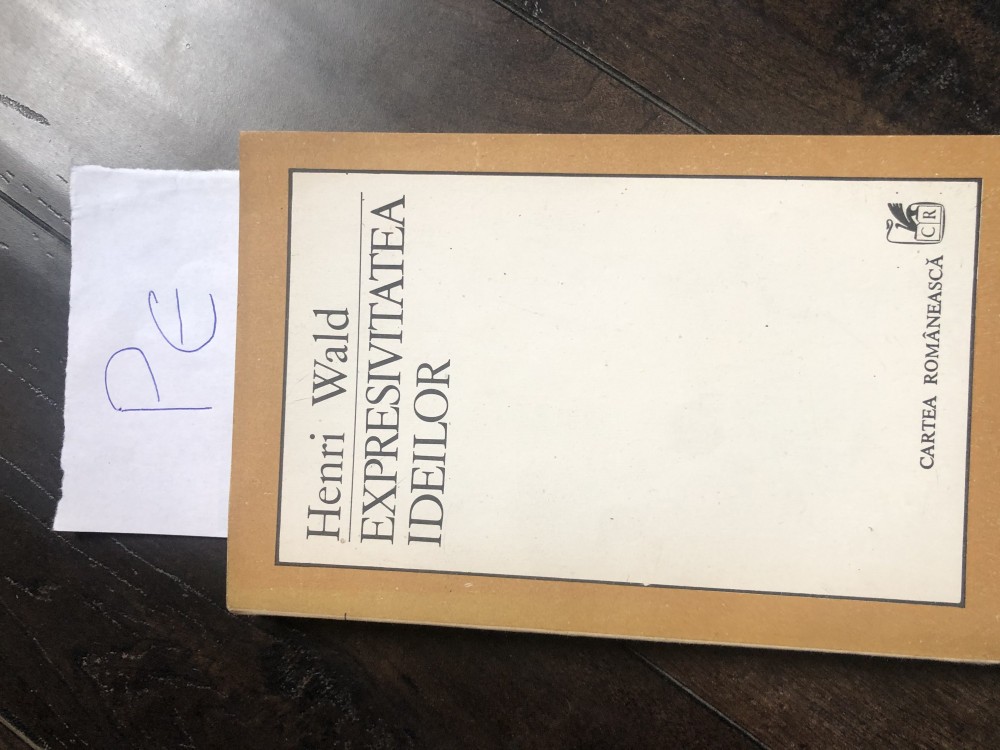 PE
Henri Wald
EXPRESIVITATEA
IDEILOR
CR
CARTEA ROMÂNEASCĂ